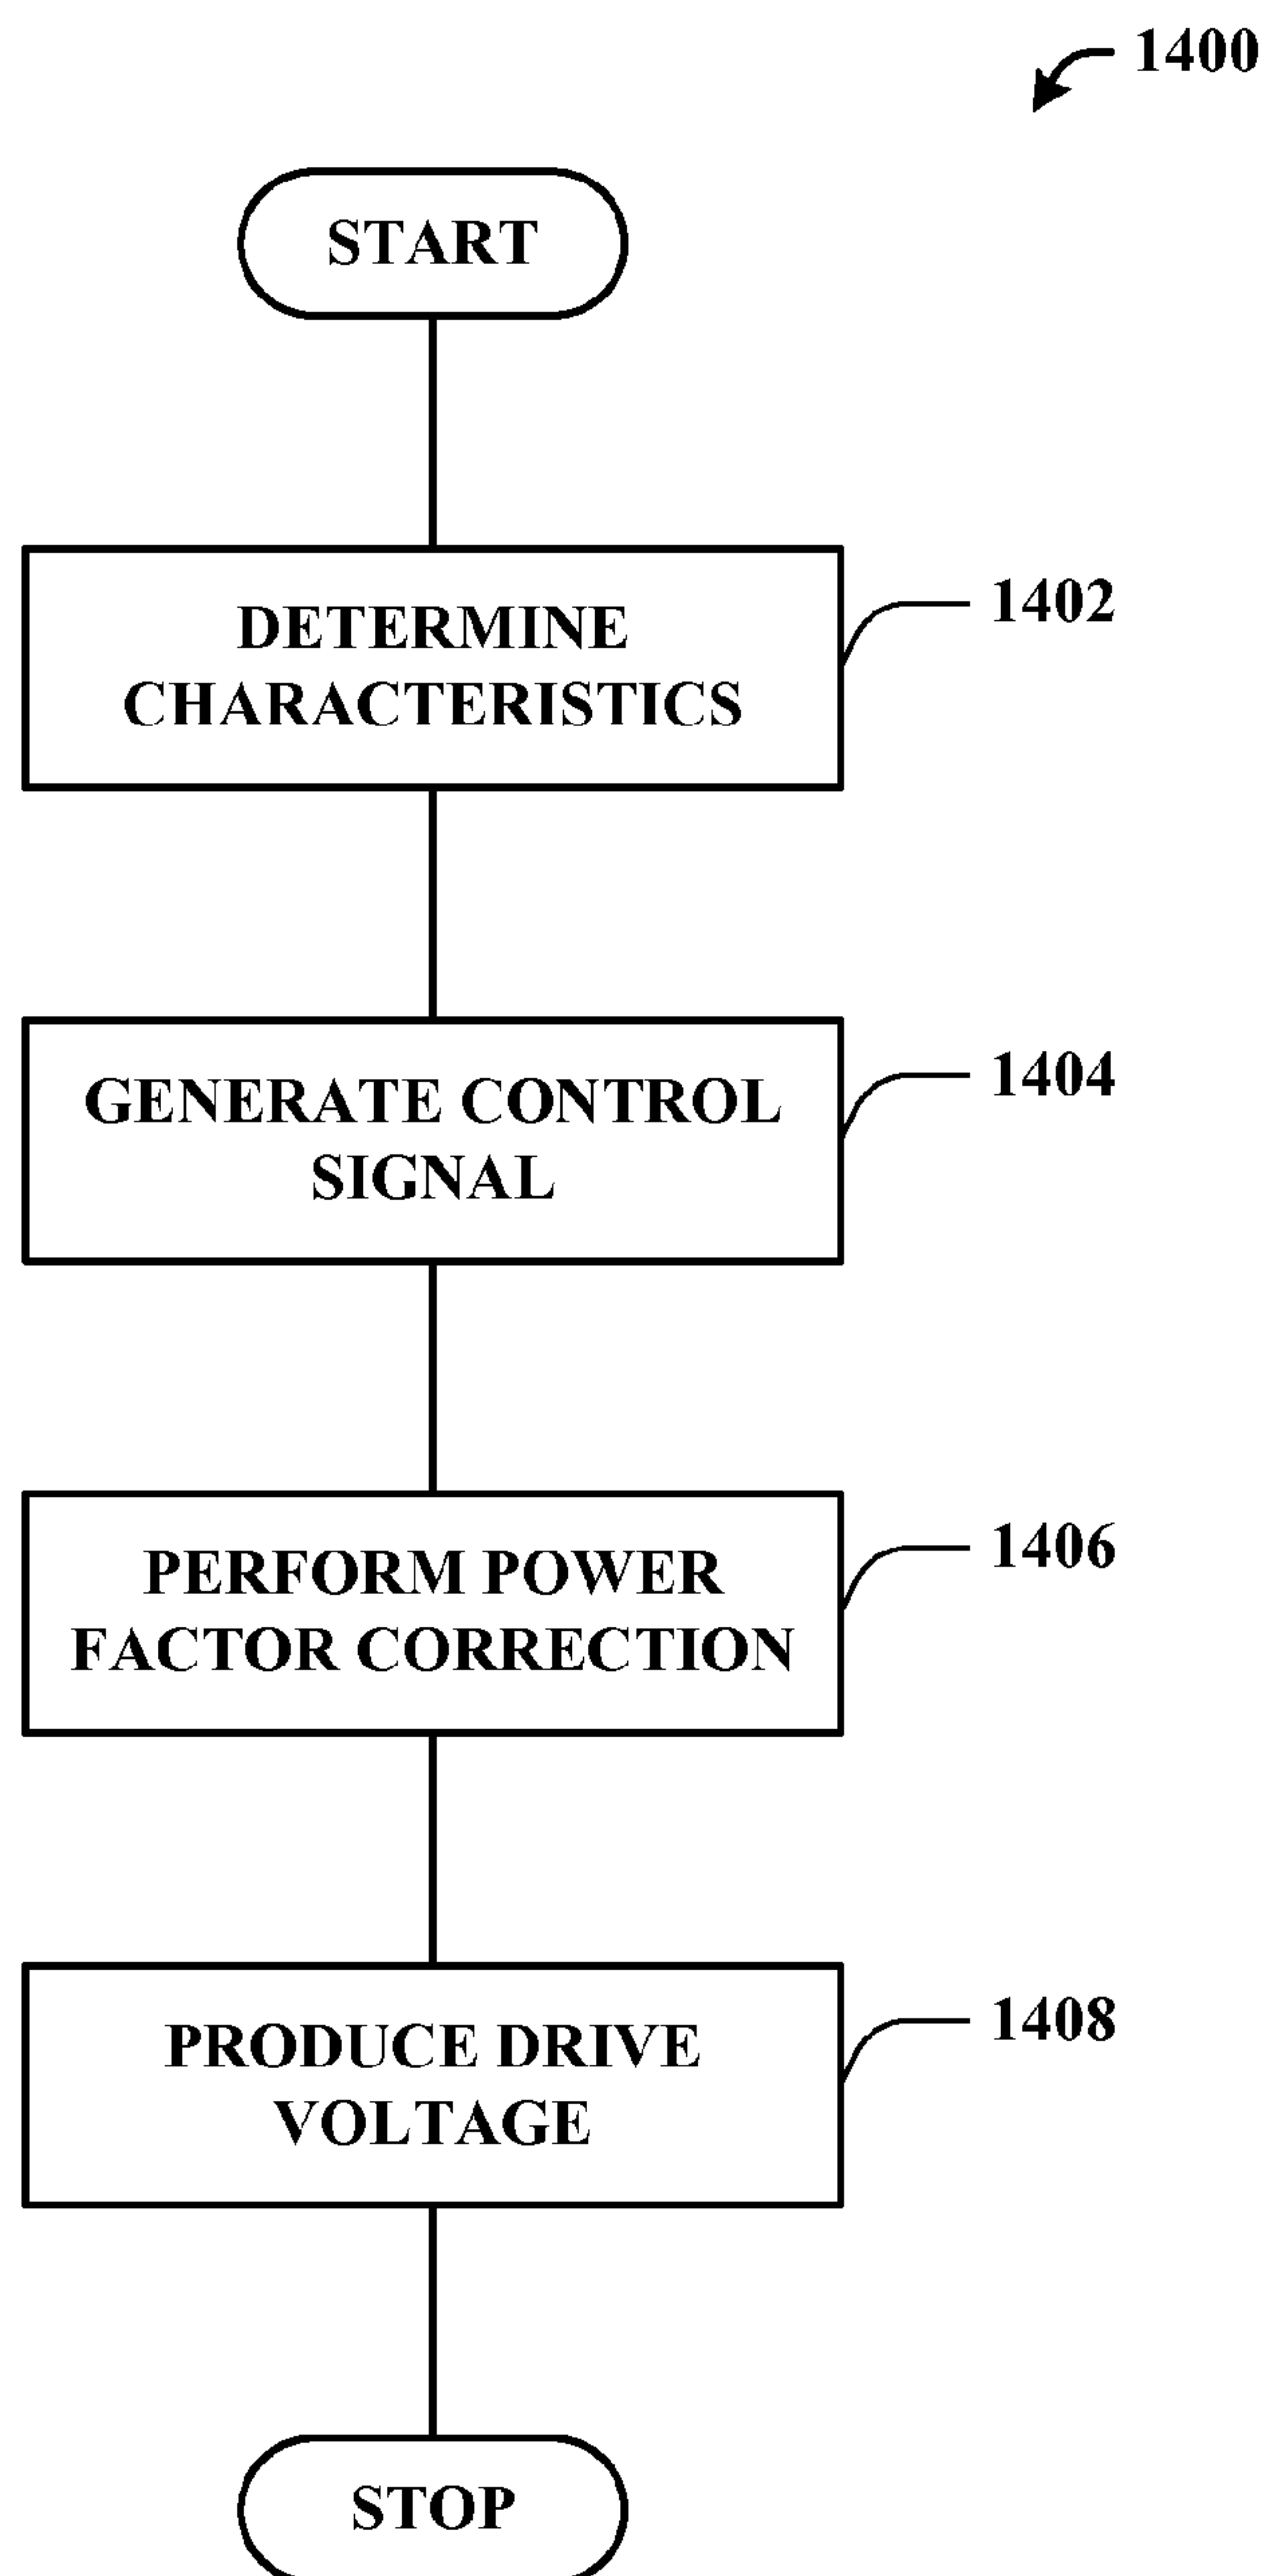 1400
START
DETERMINE
CHARACTERISTICS
1402
GENERATE CONTROL
SIGNAL
1404
PERFORM POWER
FACTOR CORRECTION
1406
PRODUCE DRIVE
VOLTAGE
1408
STOP